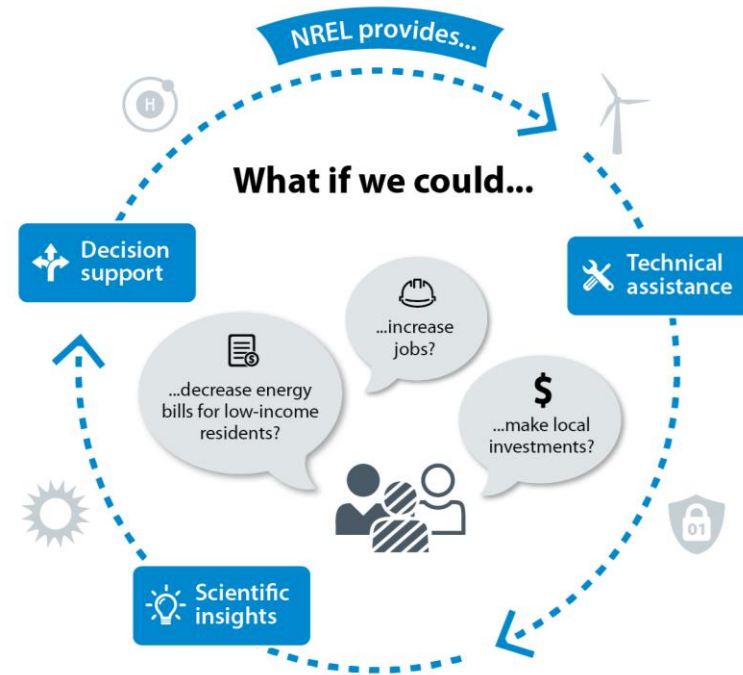 NREL provides...
H
What if we could...
Decision
support
Technical
assistance
...increase
jobs?
...decrease energy
bills for low-income
residents?
$
...make local
investments?
01
Scientific
insights